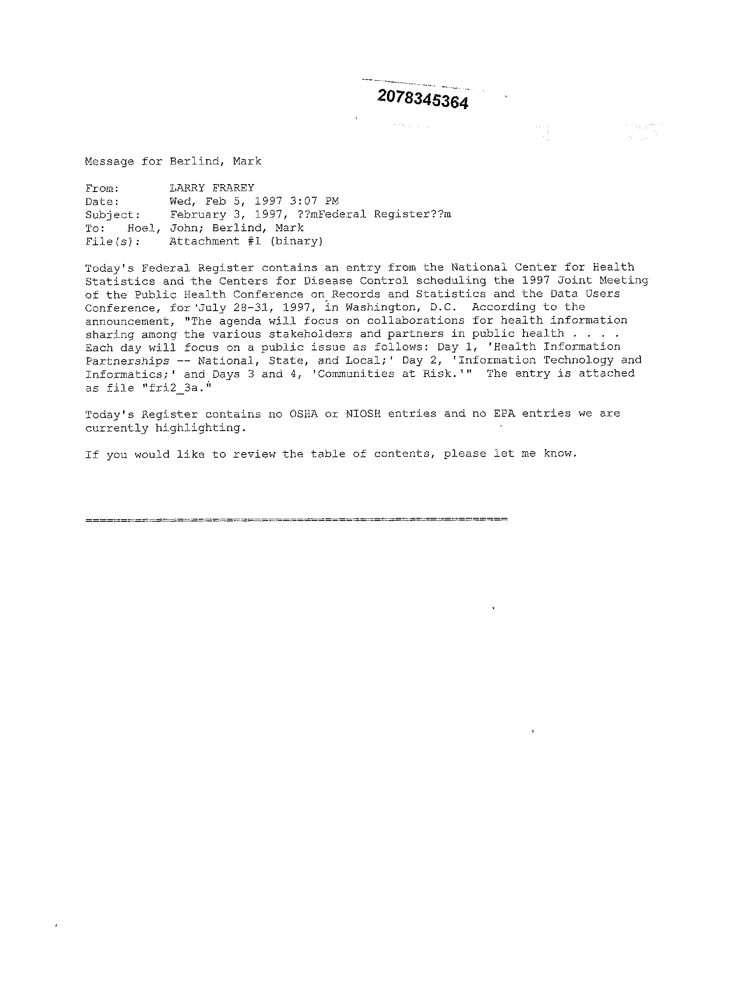 2078345364
Message for Berlind, Mark
From: LARRY FRAREY
Date: Wed, Feb 5, 1997 3:07 PM
Subject: February 3, 1997, ??mFederal Register??m
To: Hoel, John; Berlind, Mark
File(s): Attachment #1 (binary)
Today's Federal Register contains an entry from the National Center for Health
Statistics and the Centers for Disease Control scheduling the 1997 Joint Meeting
of the Public Health Conference on Records and Statistics and the Data Users
Conference, for July 28-31, 1997, in Washington, D.C. According to the
announcement, "The agenda will focus on collaborations for health information
sharing among the various stakeholders and partners in public health . . . .
Each day will focus on a public issue as follows: Day 1, 'Health Information
Partnerships -- National, State, and Local;' Day 2, 'Information Technology and
Informatics;' and Days 3 and 4, 'Communities at Risk.'" The entry is attached
as file "fri2_3a."
Today's Register contains no OSHA or NIOSH entries and no EPA entries we are
currently highlighting.
If you would like to review the table of contents, please let me know.
============================================================